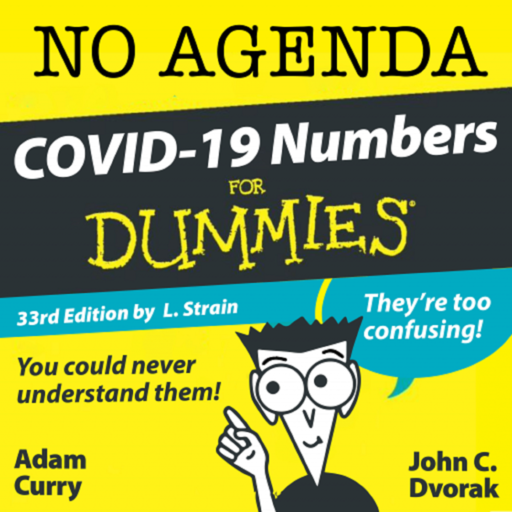 NO AGENDA
COVID-19 Numbers
FOR
DUMMIES®
33rd Edition by L. Strain
They're too
confusing!
You could never
understand them!
Adam
Curry
John C.
Dvorak